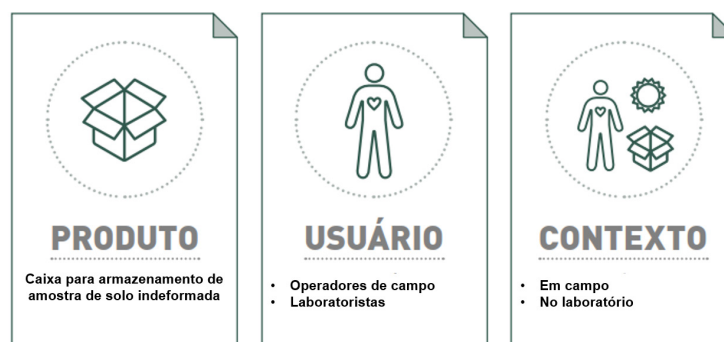 PRODUTO
Caixa para armazenamento de
amostra de solo indeformada
USUÁRIO
• Operadores de campo
• Laboratoristas
CONTEXTO
• Em campo
• No laboratório